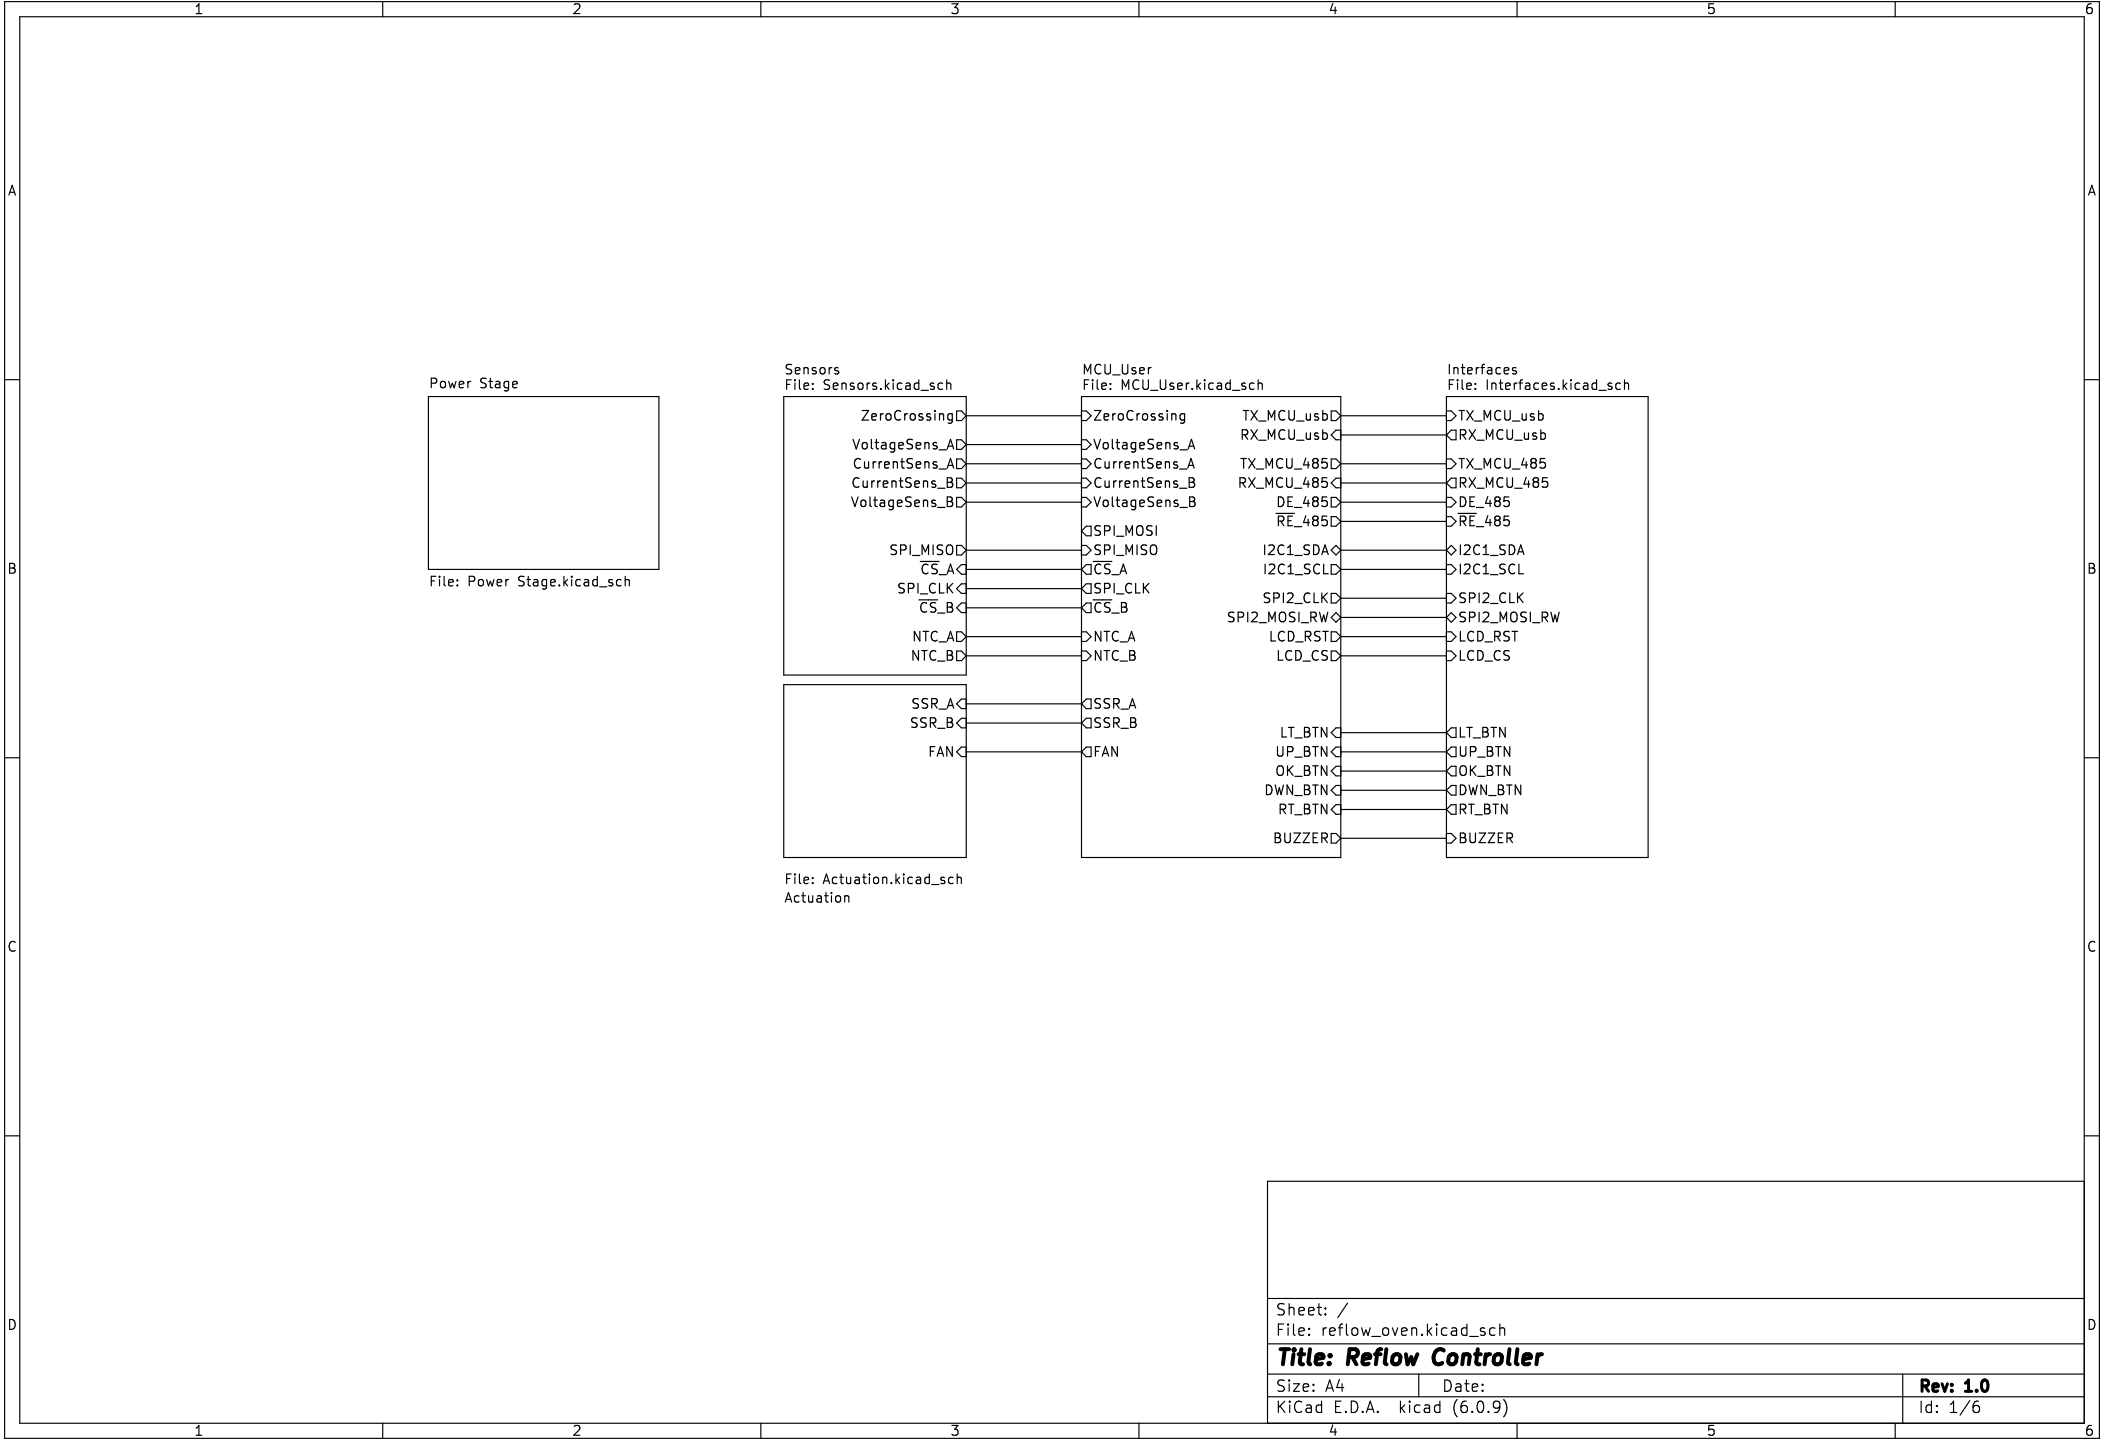 1 2 3 4 5 6
A A
Power Stage
File: Power Stage.kicad_sch
Sensors
File: Sensors.kicad_sch
ZeroCrossing
VoltageSens_A
CurrentSens_A
CurrentSens_B
VoltageSens_B
SPI_MISO
CS_A
SPI_CLK
CS_B
NTC_A
NTC_B
SSR_A
SSR_B
FAN
File: Actuation.kicad_sch
Actuation
MCU_User
File: MCU_User.kicad_sch
ZeroCrossing
VoltageSens_A
CurrentSens_A
CurrentSens_B
VoltageSens_B
SPI_MOSI
SPI_MISO
CS_A
SPI_CLK
CS_B
NTC_A
NTC_B
SSR_A
SSR_B
FAN
TX_MCU_usb
RX_MCU_usb
TX_MCU_485
RX_MCU_485
DE_485
RE_485
I2C1_SDA
I2C1_SCL
SPI2_CLK
SPI2_MOSI_RW
LCD_RST
LCD_CS
LT_BTN
UP_BTN
OK_BTN
DWN_BTN
RT_BTN
BUZZER
Interfaces
File: Interfaces.kicad_sch
TX_MCU_usb
RX_MCU_usb
TX_MCU_485
RX_MCU_485
DE_485
RE_485
I2C1_SDA
I2C1_SCL
SPI2_CLK
SPI2_MOSI_RW
LCD_RST
LCD_CS
LT_BTN
UP_BTN
OK_BTN
DWN_BTN
RT_BTN
BUZZER
B B
C C
D D
Sheet: /
File: reflow_oven.kicad_sch
Title: Reflow Controller
Size: A4 Date: Rev: 1.0
KiCad E.D.A. kicad (6.0.9) Id: 1/6
1 2 3 4 5 6